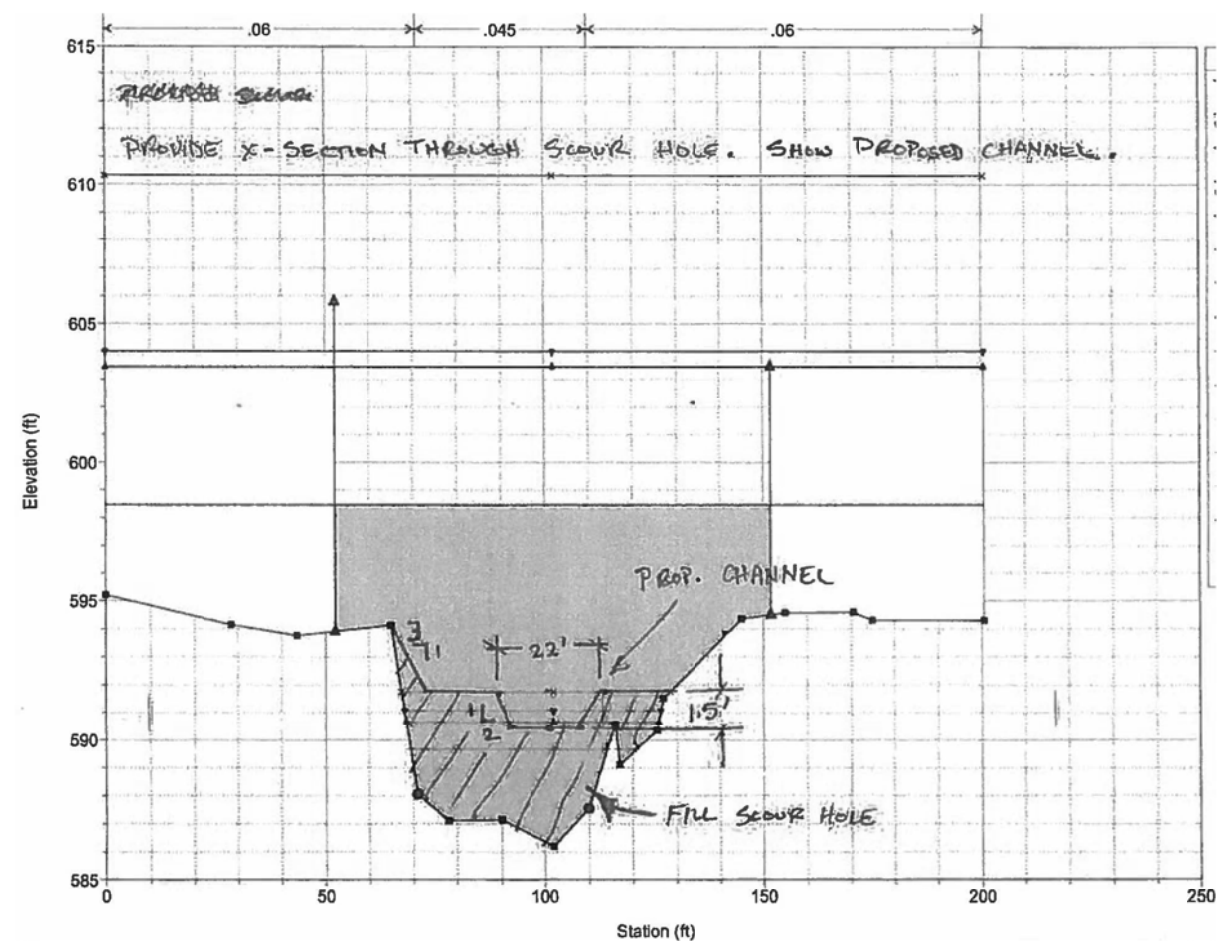 .06 .045 .06
615
PROVIDE X-SECTION THROUGH SCOUR HOLE. SHOW PROPOSED CHANNEL.
610
605
600
595
590
585
Elevation (ft)
PROP. CHANNEL
3
1
22'
1
2
1.5'
FILL SCOUR HOLE
0 50 100 150 200 250
Station (ft)